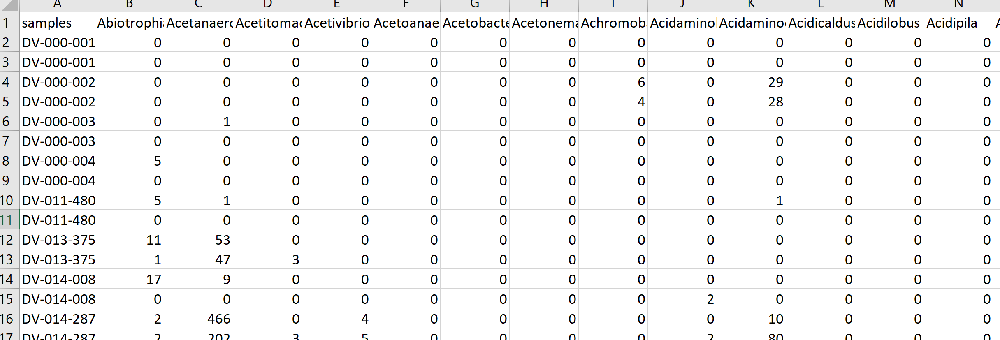 A B C D E F G H I J K L M N
1 samples Abiotrophi Acetanaero Acetitomac Acetivibrio Acetoanae Acetobacte Acetonema Achromoba Acidamino Acidamino Acidicaldus Acidilobus Acidipila A
2 DV-000-001 0 0 0 0 0 0 0 0 0 0 0 0 0
3 DV-000-001 0 0 0 0 0 0 0 0 0 0 0 0 0
4 DV-000-002 0 0 0 0 0 0 0 6 0 29 0 0 0
5 DV-000-002 0 0 0 0 0 0 0 4 0 28 0 0 0
6 DV-000-003 0 1 0 0 0 0 0 0 0 0 0 0 0
7 DV-000-003 0 0 0 0 0 0 0 0 0 0 0 0 0
8 DV-000-004 5 0 0 0 0 0 0 0 0 0 0 0 0
9 DV-000-004 0 0 0 0 0 0 0 0 0 0 0 0 0
10 DV-011-480 5 1 0 0 0 0 0 0 0 1 0 0 0
11 DV-011-480 0 0 0 0 0 0 0 0 0 0 0 0 0
12 DV-013-375 11 53 0 0 0 0 0 0 0 0 0 0 0
13 DV-013-375 1 47 3 0 0 0 0 0 0 0 0 0 0
14 DV-014-008 17 9 0 0 0 0 0 0 0 0 0 0 0
15 DV-014-008 0 0 0 0 0 0 0 0 2 0 0 0 0
16 DV-014-287 2 466 0 4 0 0 0 0 0 10 0 0 0
17 DV-014-287 2 202 3 5 0 0 0 0 2 80 0 0 0